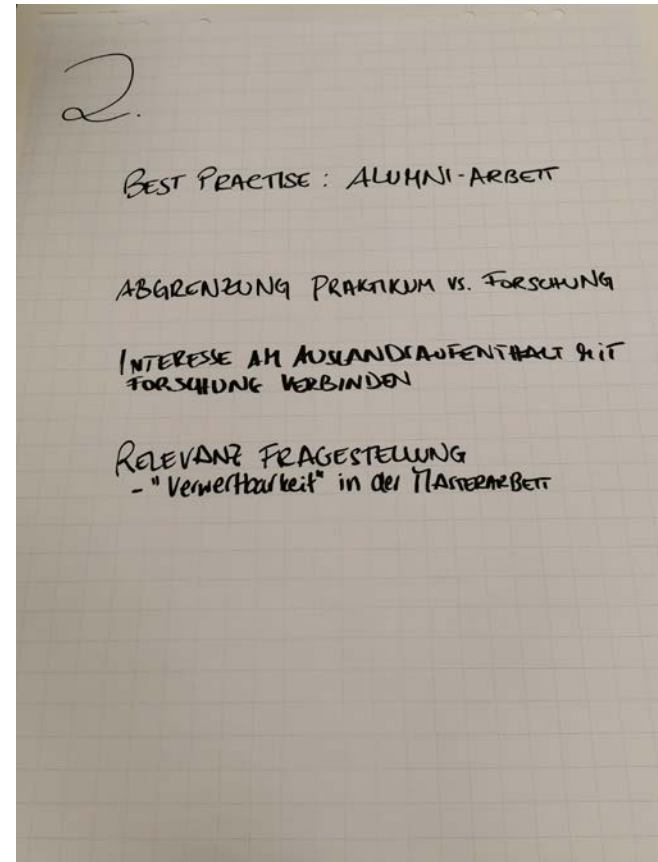 2.
BEST PRACTISE: ALUMNI-ARBEIT
ABGRENZUNG PRAKTIKUM VS. FORSCHUNG
INTERESSE AM AUSLANDSAUFENTHALT MIT
FORSCHUNG VERBINDEN
RELEVANZ FRAGESTELLUNG
- "Verwertbarkeit" in der MASTERARBEIT